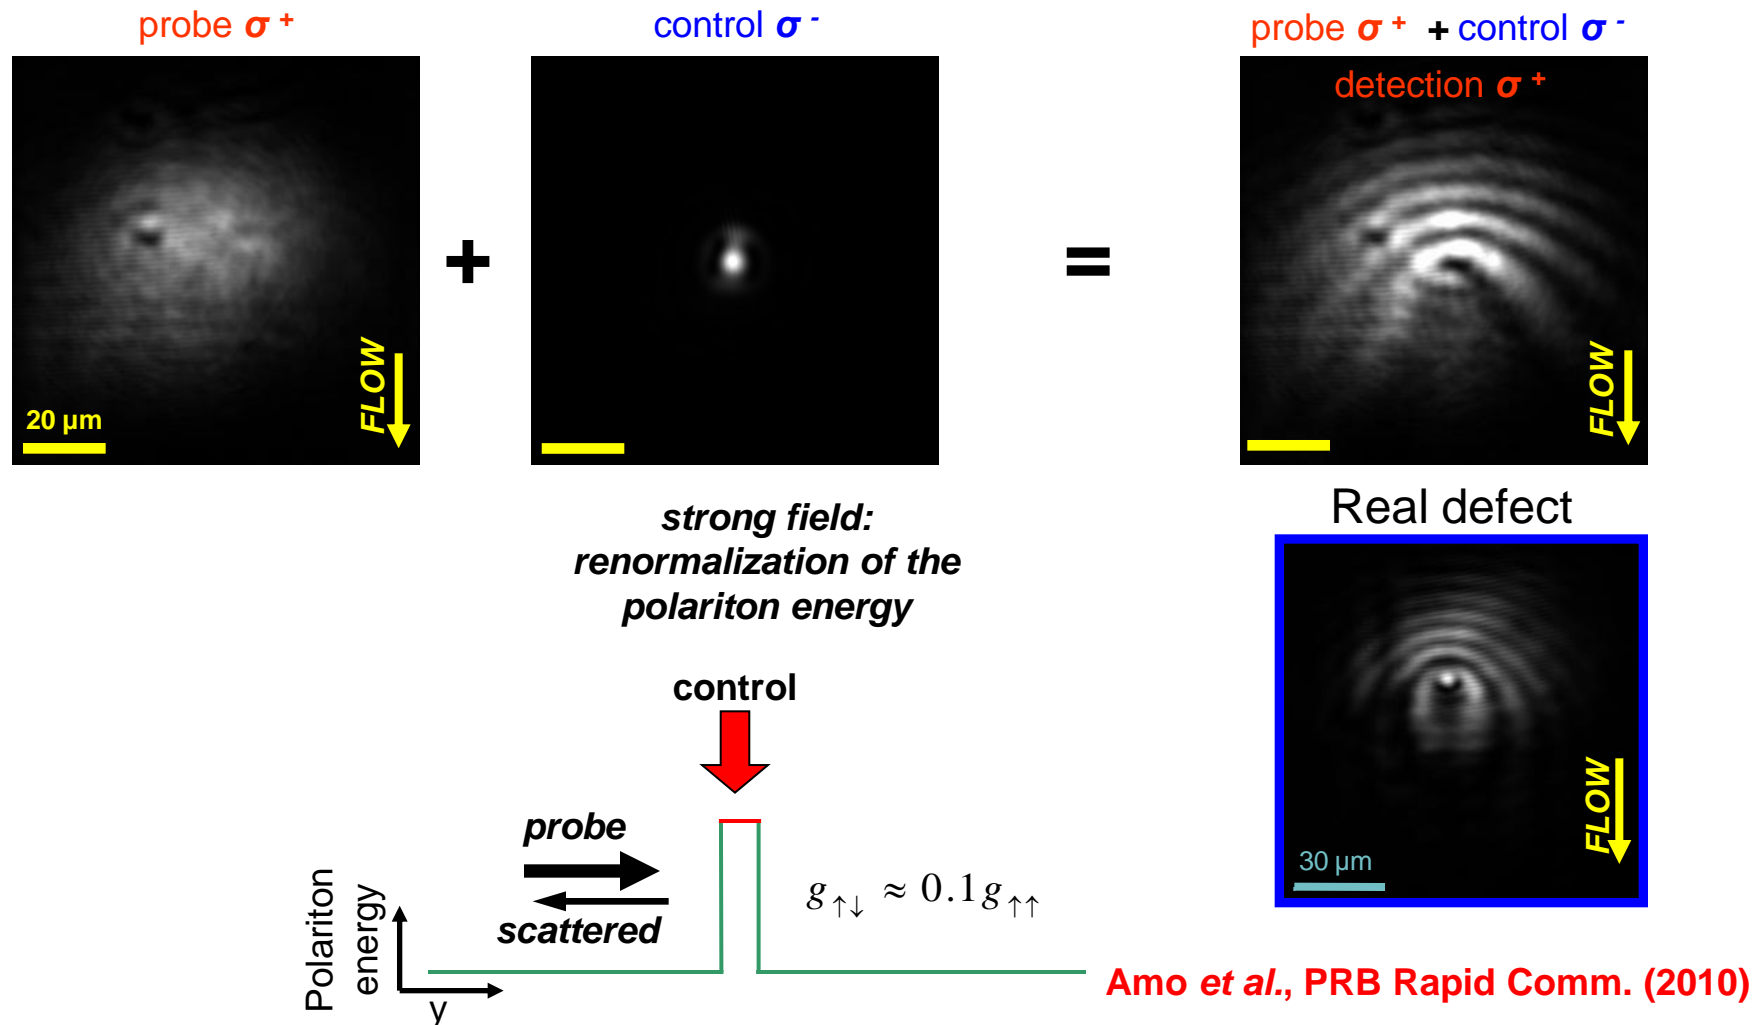 probe σ +
control σ -
probe σ + + control σ -
detection σ +
FLOW
20 µm
+
=
FLOW
strong field:
renormalization of the
polariton energy
Real defect
FLOW
30 µm
control
probe
scattered
g↑↓ ≈ 0.1g↑↑
Polariton
energy
y
Amo et al., PRB Rapid Comm. (2010)